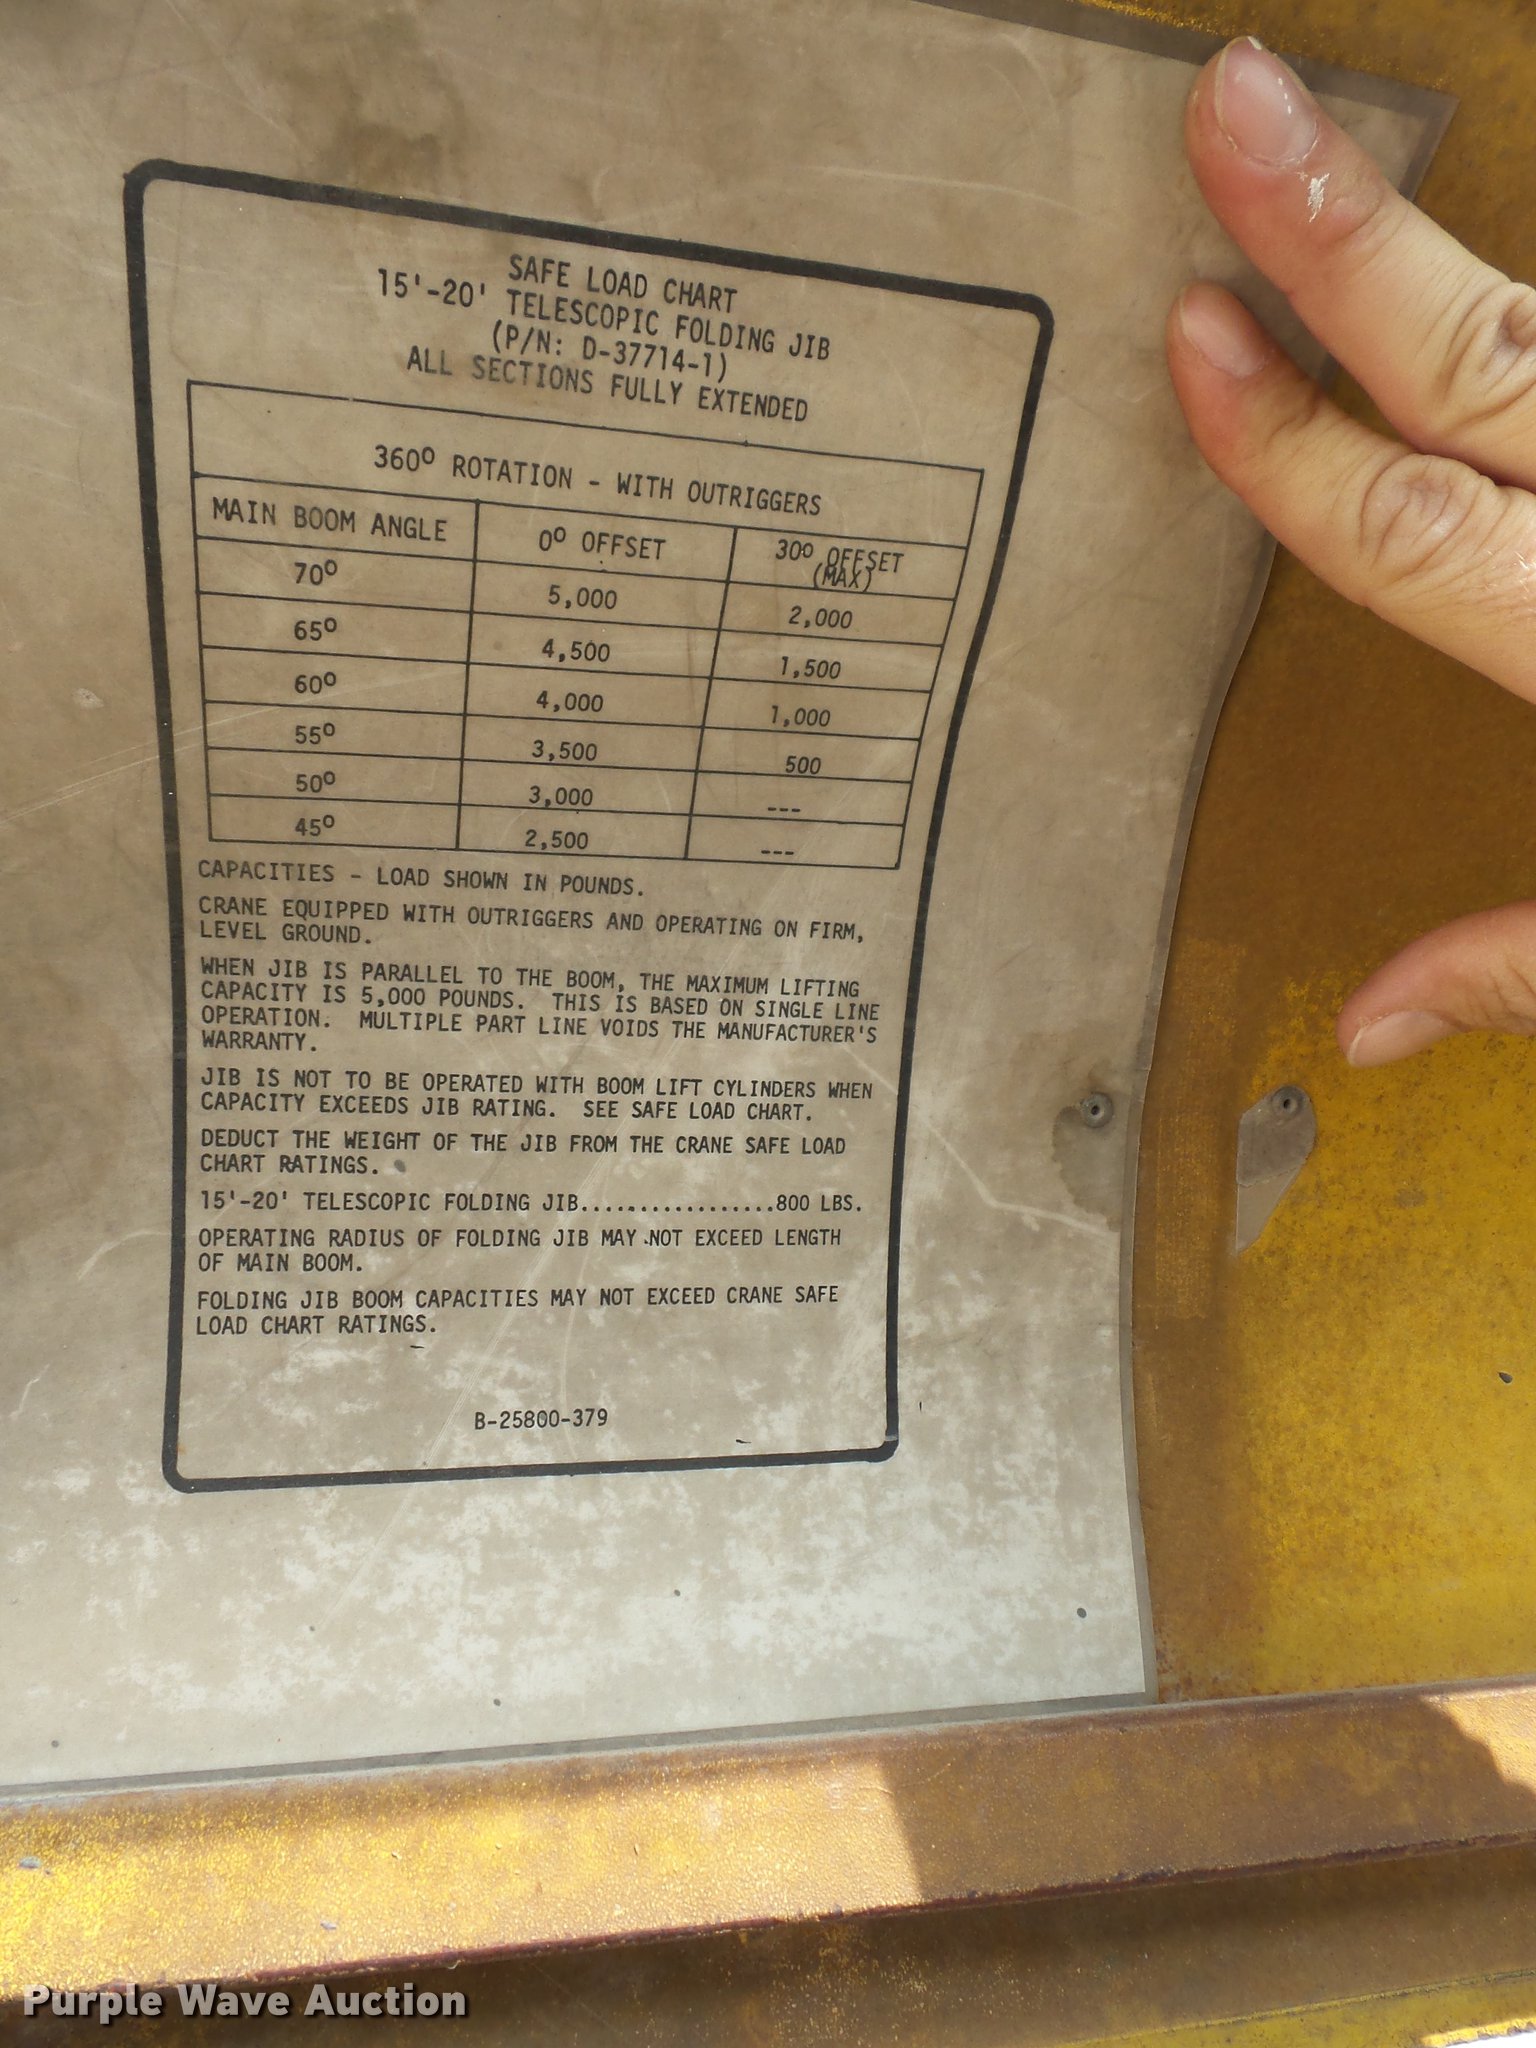 SAFE LOAD CHART
15'-20' TELESCOPIC FOLDING JIB
(P/N: D-37714-1)
ALL SECTIONS FULLY EXTENDED
360° ROTATION - WITH OUTRIGGERS
MAIN BOOM ANGLE 0° OFFSET 30° OFFSET
(MAX)
70° 5,000 2,000
65° 4,500 1,500
60° 4,000 1,000
55° 3,500 500
50° 3,000 ---
45° 2,500 ---
CAPACITIES - LOAD SHOWN IN POUNDS.
CRANE EQUIPPED WITH OUTRIGGERS AND OPERATING ON FIRM,
LEVEL GROUND.
WHEN JIB IS PARALLEL TO THE BOOM, THE MAXIMUM LIFTING
CAPACITY IS 5,000 POUNDS. THIS IS BASED ON SINGLE LINE
OPERATION. MULTIPLE PART LINE VOIDS THE MANUFACTURER'S
WARRANTY.
JIB IS NOT TO BE OPERATED WITH BOOM LIFT CYLINDERS WHEN
CAPACITY EXCEEDS JIB RATING. SEE SAFE LOAD CHART.
DEDUCT THE WEIGHT OF THE JIB FROM THE CRANE SAFE LOAD
CHART RATINGS.
15'-20' TELESCOPIC FOLDING JIB..................800 LBS.
OPERATING RADIUS OF FOLDING JIB MAY NOT EXCEED LENGTH
OF MAIN BOOM.
FOLDING JIB BOOM CAPACITIES MAY NOT EXCEED CRANE SAFE
LOAD CHART RATINGS.
B-25800-379
Purple Wave Auction